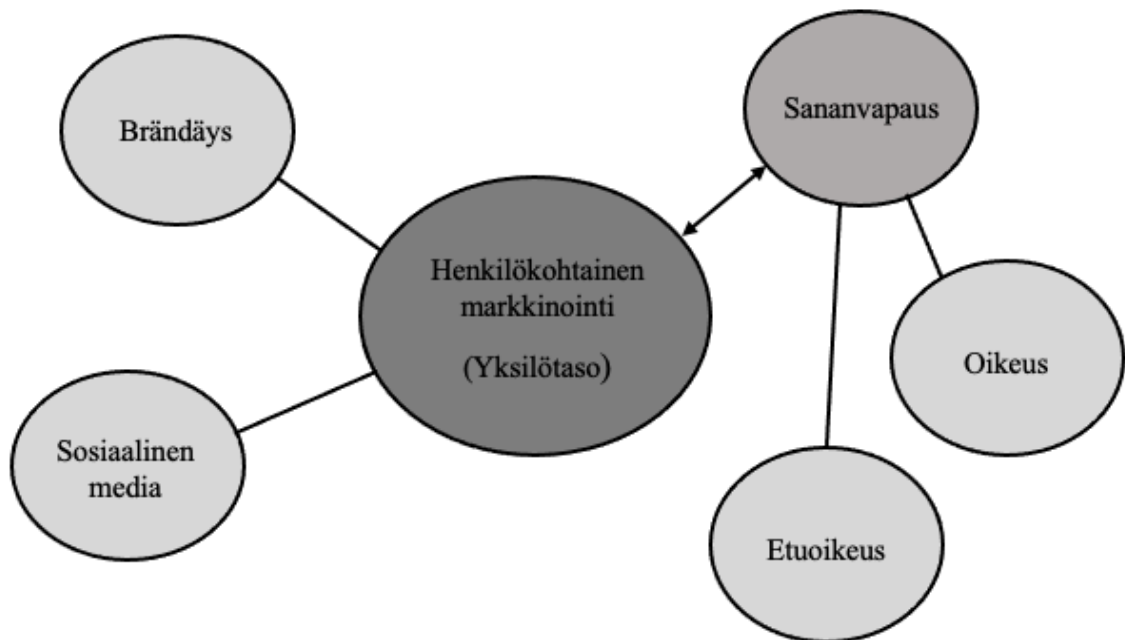 Brändäys
Sananvapaus
Henkilökohtainen
markkinointi
(Yksilötaso)
Oikeus
Sosiaalinen
media
Etuoikeus